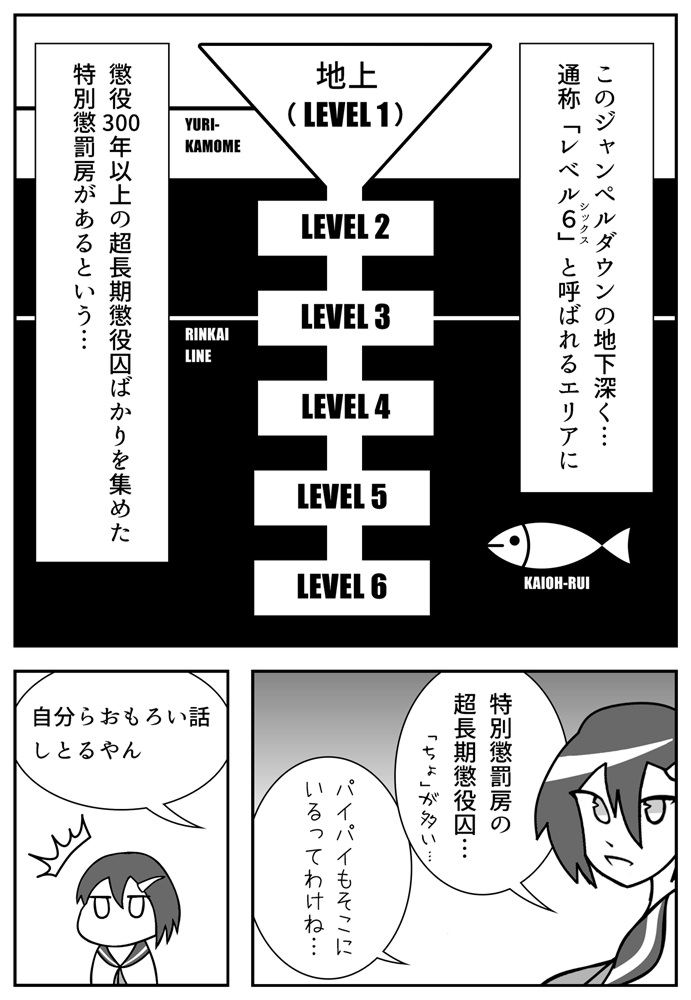 このジャンペルダウンの地下深く…
通称「レベル6」と呼ばれるエリアに
シックス
懲役300年以上の超長期懲役囚ばかりを集めた
特別懲罰房があるという…
地上
(LEVEL 1)
YURI-
KAMOME
LEVEL 2
LEVEL 3
RINKAI
LINE
LEVEL 4
LEVEL 5
LEVEL 6
KAIOH-RUI
特別懲罰房の
超長期懲役囚…
「ちょ」が多い…
パイパイもそこに
いるってわけね…
自分らおもろい話
しとるやん